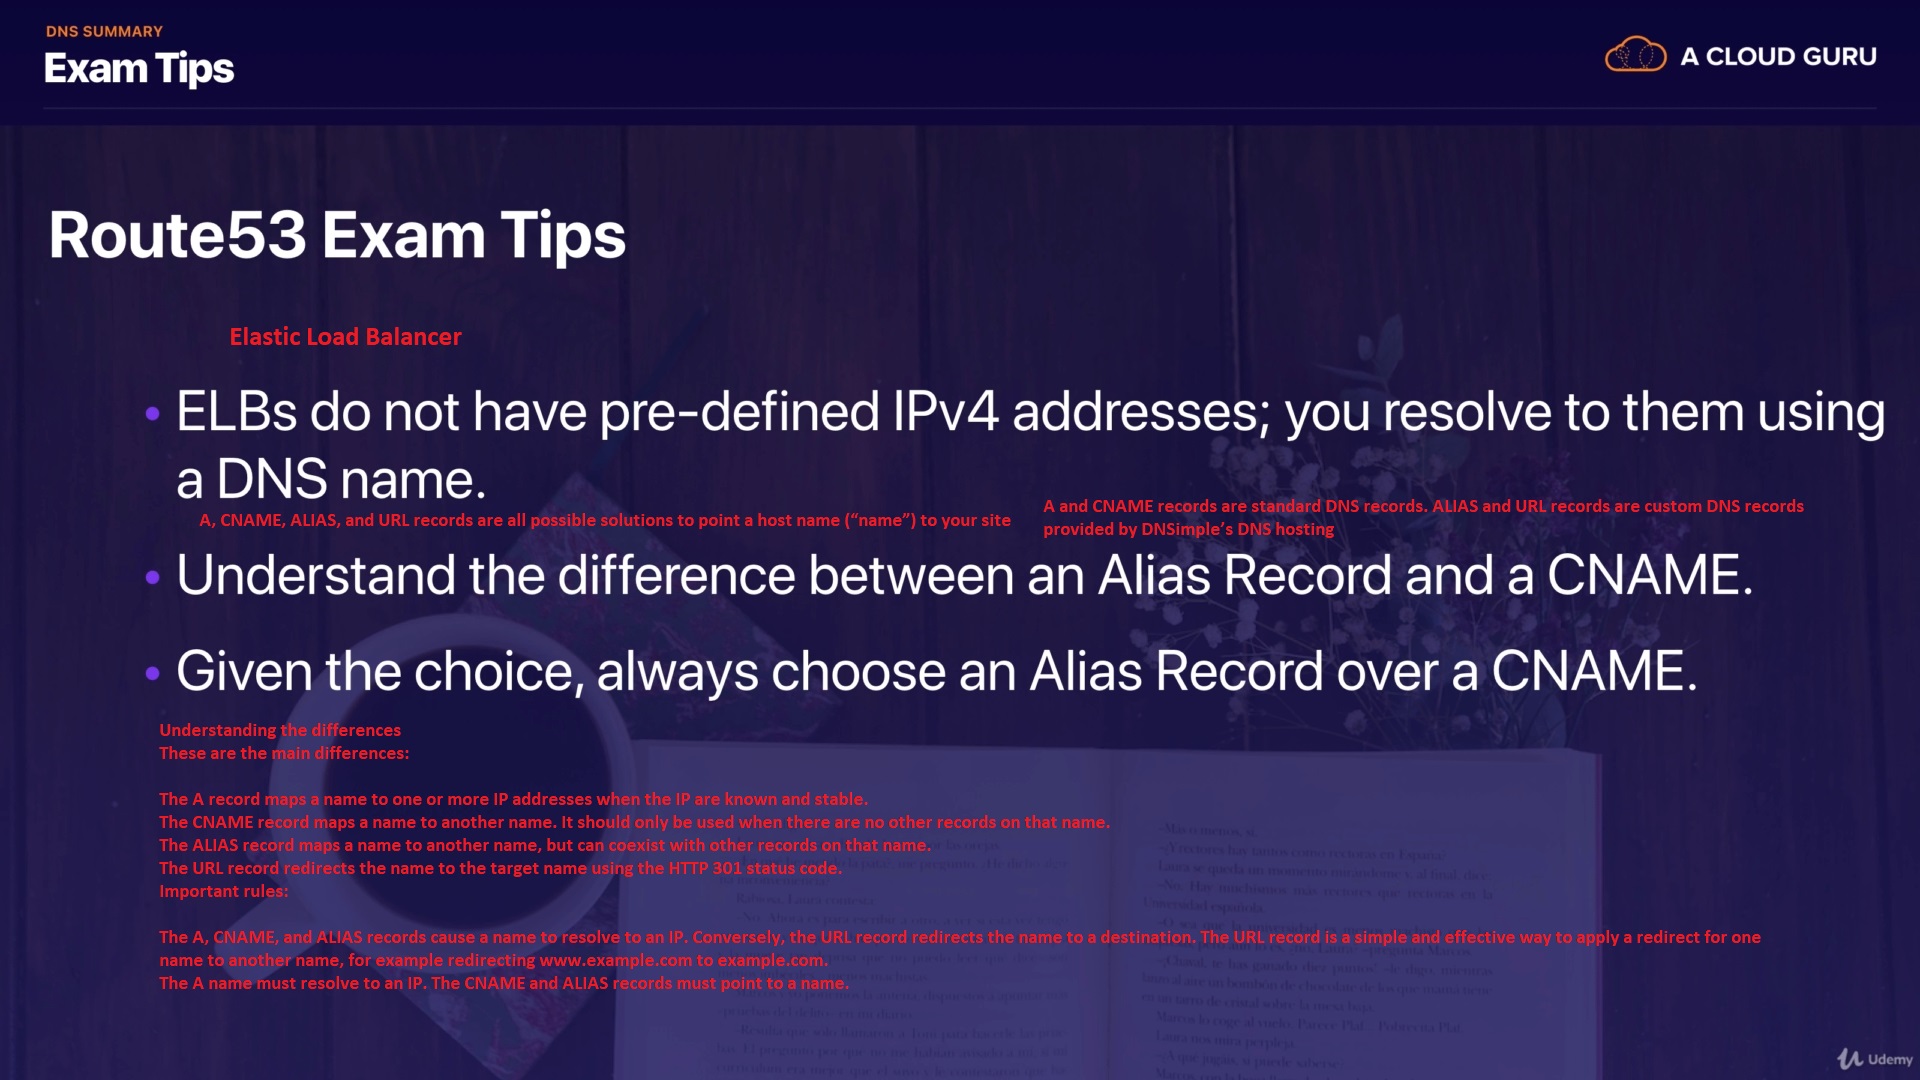 DNS SUMMARY
Exam Tips
A CLOUD GURU
Route53 Exam Tips
Elastic Load Balancer
• ELBs do not have pre-defined IPv4 addresses; you resolve to them using
a DNS name.
A, CNAME, ALIAS, and URL records are all possible solutions to point a host name (“name”) to your site
A and CNAME records are standard DNS records. ALIAS and URL records are custom DNS records
provided by DNSimple’s DNS hosting
• Understand the difference between an Alias Record and a CNAME.
• Given the choice, always choose an Alias Record over a CNAME.
Understanding the differences
These are the main differences:
The A record maps a name to one or more IP addresses when the IP are known and stable.
The CNAME record maps a name to another name. It should only be used when there are no other records on that name.
The ALIAS record maps a name to another name, but can coexist with other records on that name.
The URL record redirects the name to the target name using the HTTP 301 status code.
Important rules:
The A, CNAME, and ALIAS records cause a name to resolve to an IP. Conversely, the URL record redirects the name to a destination. The URL record is a simple and effective way to apply a redirect for one
name to another name, for example redirecting www.example.com to example.com.
The A name must resolve to an IP. The CNAME and ALIAS records must point to a name.
Udemy